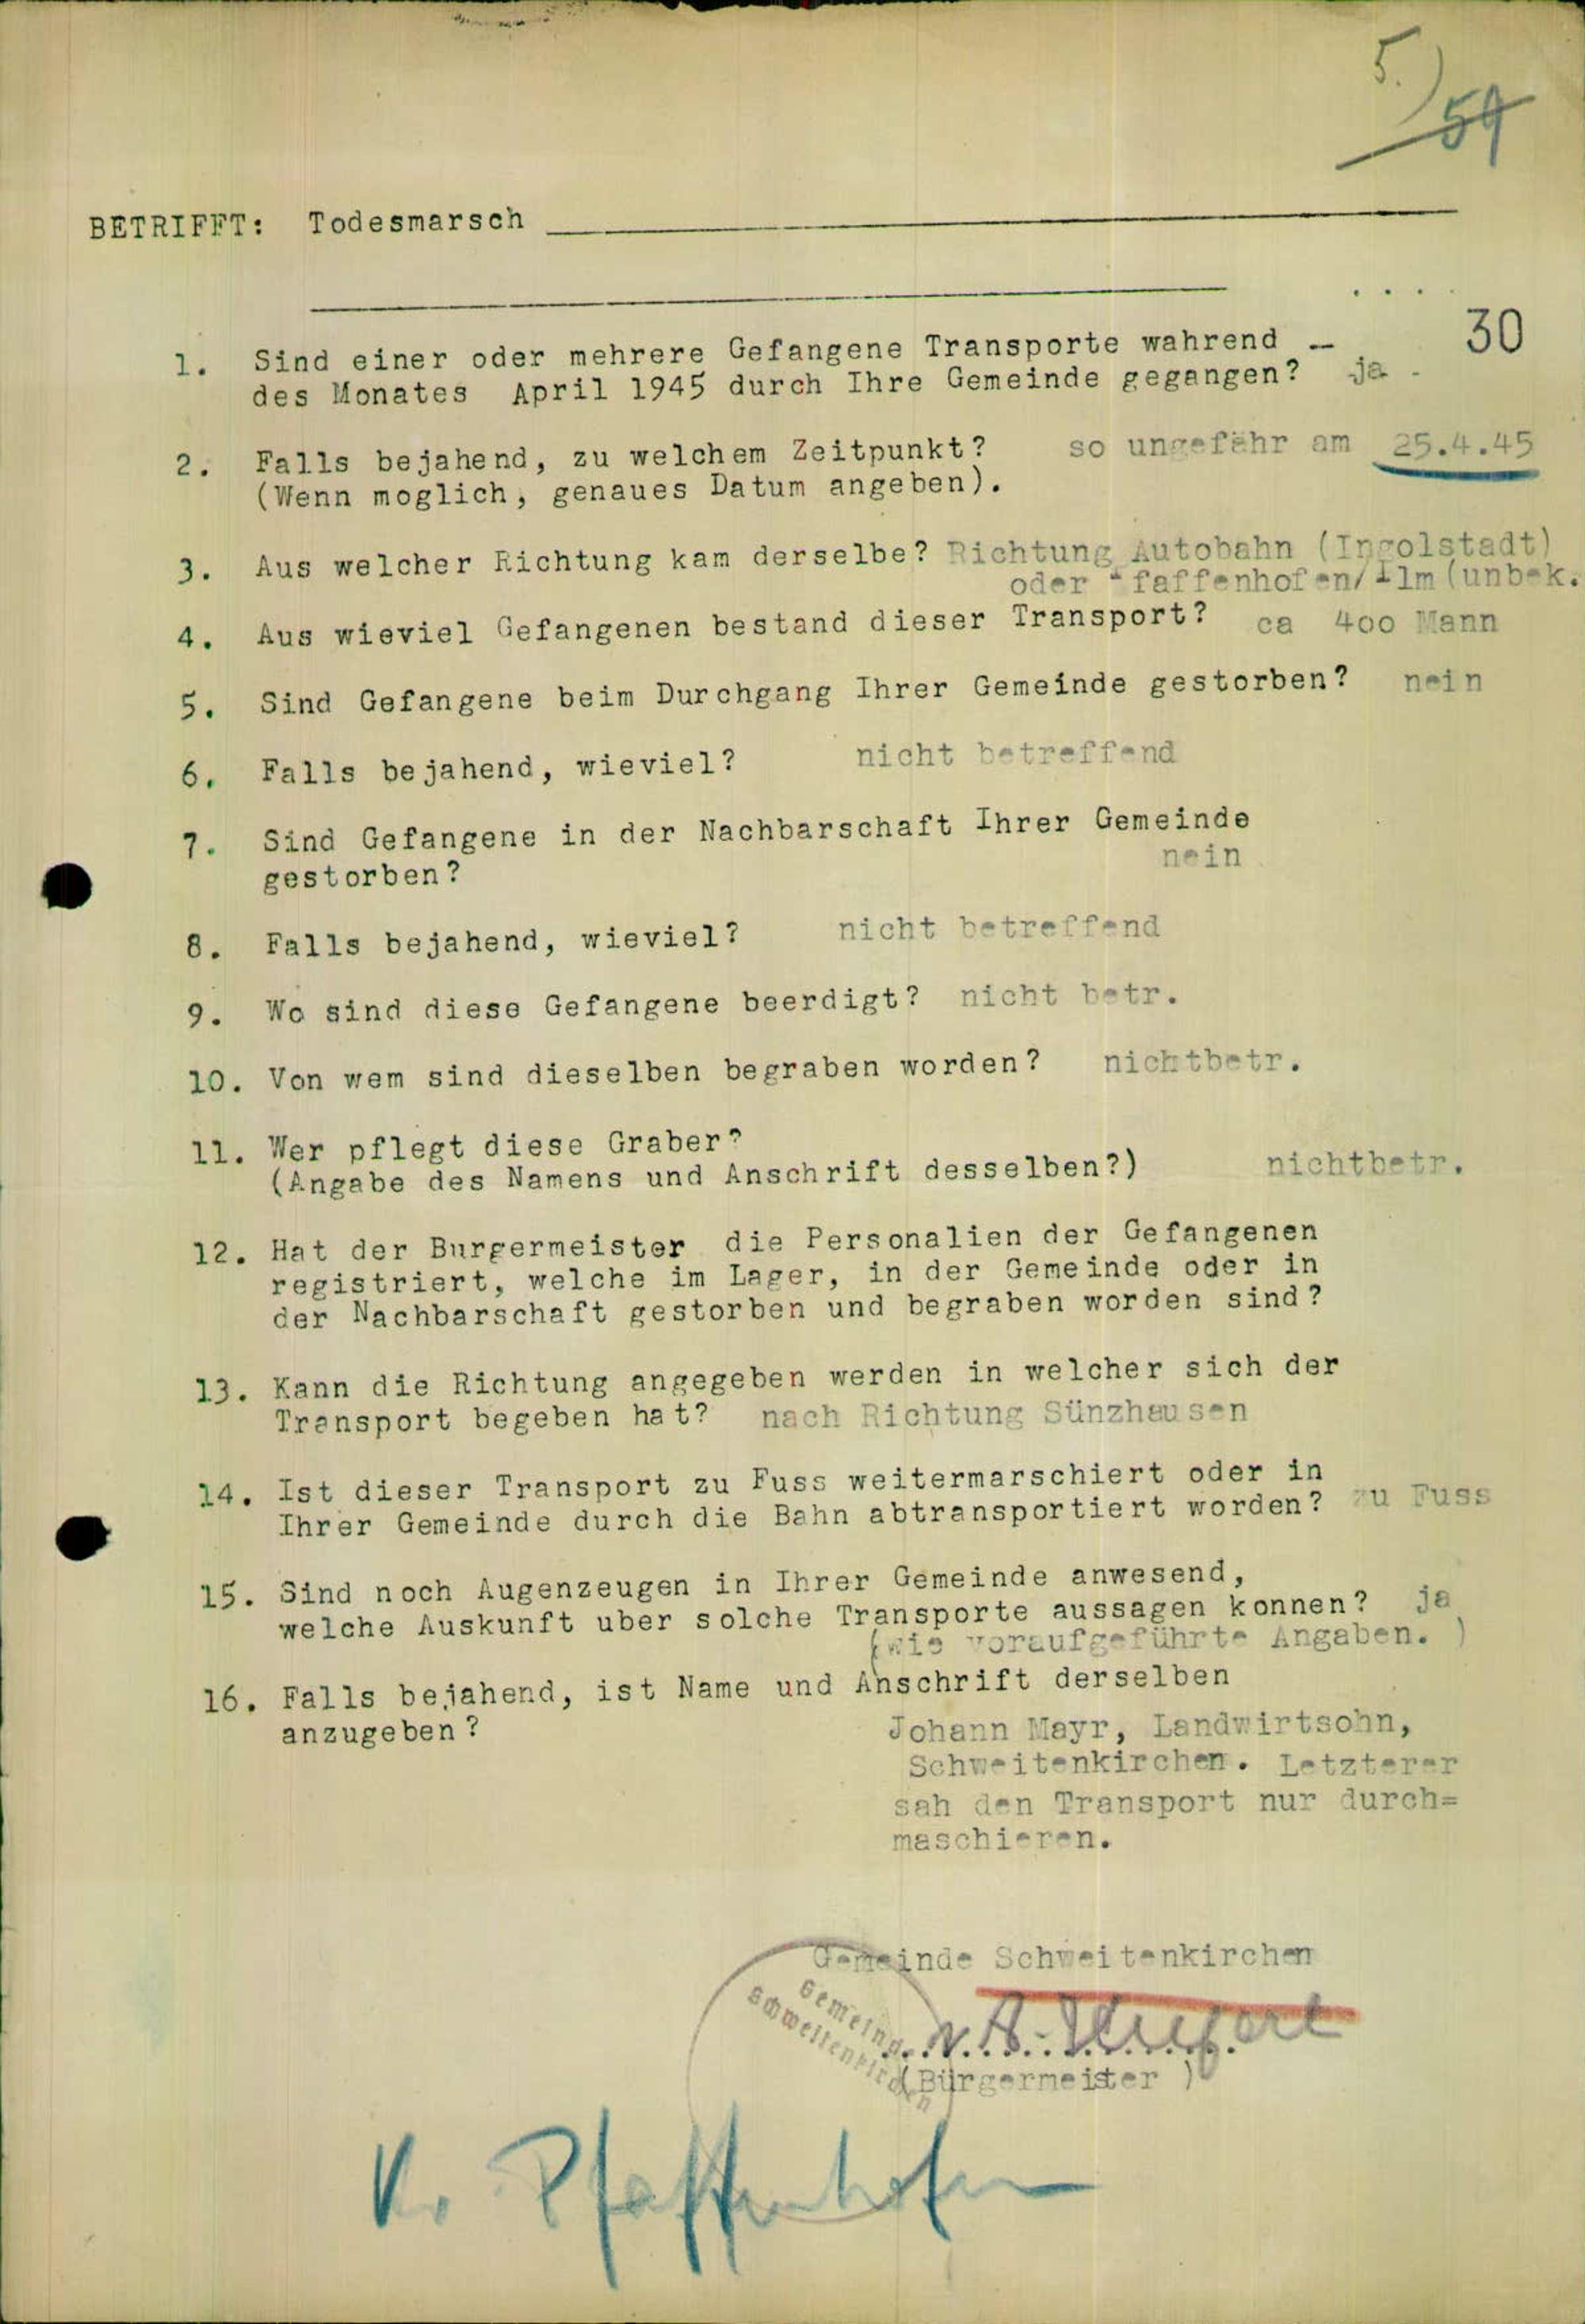 5.)
59
BETRIFFT: Todesmarsch
. . . .
30
1. Sind einer oder mehrere Gefangene Transporte wahrend —
des Monates April 1945 durch Ihre Gemeinde gegangen? ja
2. Falls bejahend, zu welchem Zeitpunkt? so ungefähr am 25.4.45
(Wenn moglich, genaues Datum angeben).
3. Aus welcher Richtung kam derselbe? Richtung Autobahn (Ingolstadt)
oder Pfaffenhofen/Ilm (unbek.
4. Aus wieviel Gefangenen bestand dieser Transport? ca 4oo Mann
5. Sind Gefangene beim Durchgang Ihrer Gemeinde gestorben? nein
6. Falls bejahend, wieviel? nicht betreffend
7. Sind Gefangene in der Nachbarschaft Ihrer Gemeinde
gestorben? nein
8. Falls bejahend, wieviel? nicht betreffend
9. Wo sind diese Gefangene beerdigt? nicht betr.
10. Von wem sind dieselben begraben worden? nichtbetr.
11. Wer pflegt diese Graber?
(Angabe des Namens und Anschrift desselben?) nichtbetr.
12. Hat der Burgermeister die Personalien der Gefangenen
registriert, welche im Lager, in der Gemeinde oder in
der Nachbarschaft gestorben und begraben worden sind?
13. Kann die Richtung angegeben werden in welcher sich der
Transport begeben hat? nach Richtung Sünzhausen
14. Ist dieser Transport zu Fuss weitermarschiert oder in
Ihrer Gemeinde durch die Bahn abtransportiert worden? zu Fuss
15. Sind noch Augenzeugen in Ihrer Gemeinde anwesend,
welche Auskunft uber solche Transporte aussagen konnen? ja
(wie voraufgeführte Angaben. )
16. Falls bejahend, ist Name und Anschrift derselben
anzugeben?
Johann Mayr, Landwirtsohn,
Schweitenkirchen. Letzterer
sah den Transport nur durch=
maschieren.
Gemeinde Schweitenkirchen
Gemeinde
Schweitenkirchen
(Bürgermeister )
K. Pfaffenhofen